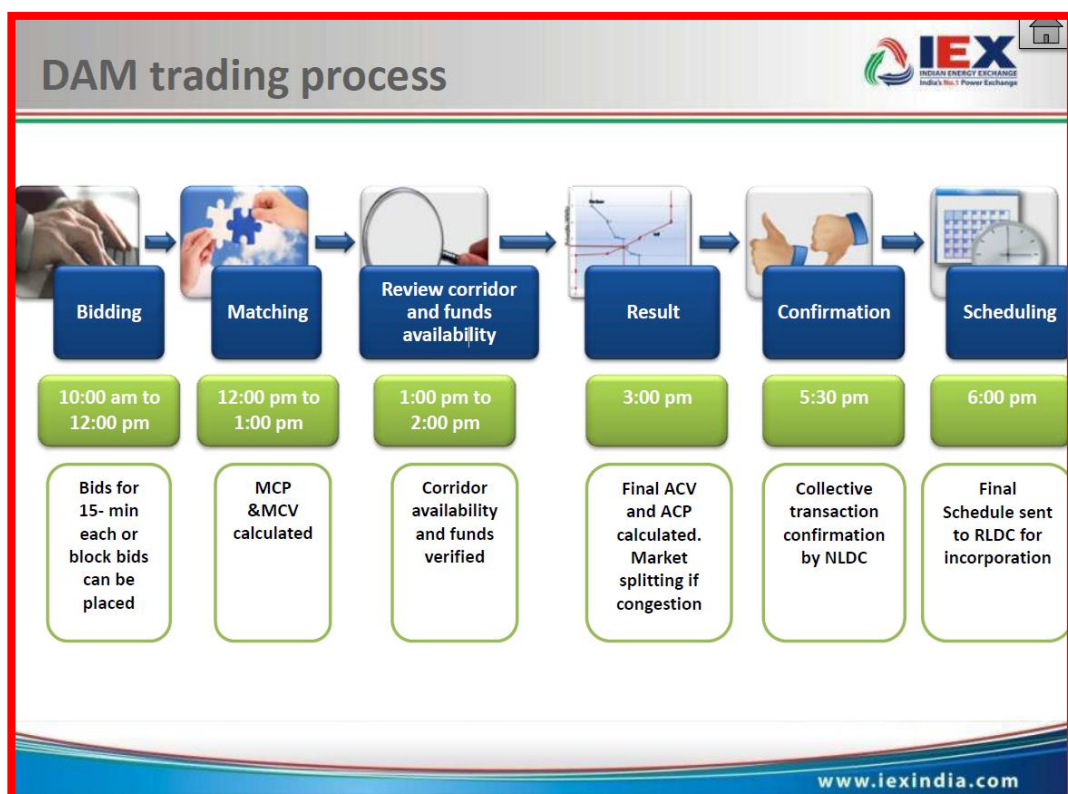 DAM trading process
IEX
INDIAN ENERGY EXCHANGE
India's No.1 Power Exchange
Bidding
Matching
Review corridor
and funds
availability
Result
Confirmation
Scheduling
10:00 am to
12:00 pm
12:00 pm to
1:00 pm
1:00 pm to
2:00 pm
3:00 pm
5:30 pm
6:00 pm
Bids for
15- min
each or
block bids
can be
placed
MCP
&MCV
calculated
Corridor
availability
and funds
verified
Final ACV
and ACP
calculated.
Market
splitting if
congestion
Collective
transaction
confirmation
by NLDC
Final
Schedule sent
to RLDC for
incorporation
www.iexindia.com